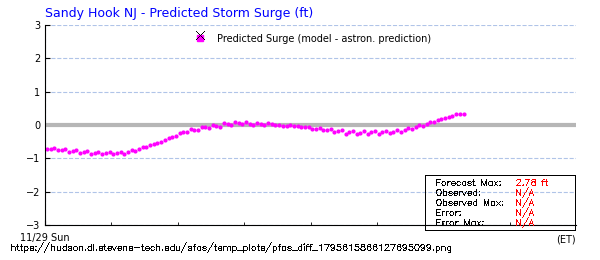 Sandy Hook NJ - Predicted Storm Surge (ft)
3
Predicted Surge (model - astron. prediction)
2
1
0
−1
−2
−3
Forecast Max: 2.78 ft
Observed: N/A
Observed Max: N/A
Error: N/A
Error Max: N/A
11/29 Sun
(ET)
https://hudson.dl.stevens-tech.edu/sfas/temp_plots/pfas_diff_1795615866127695099.png